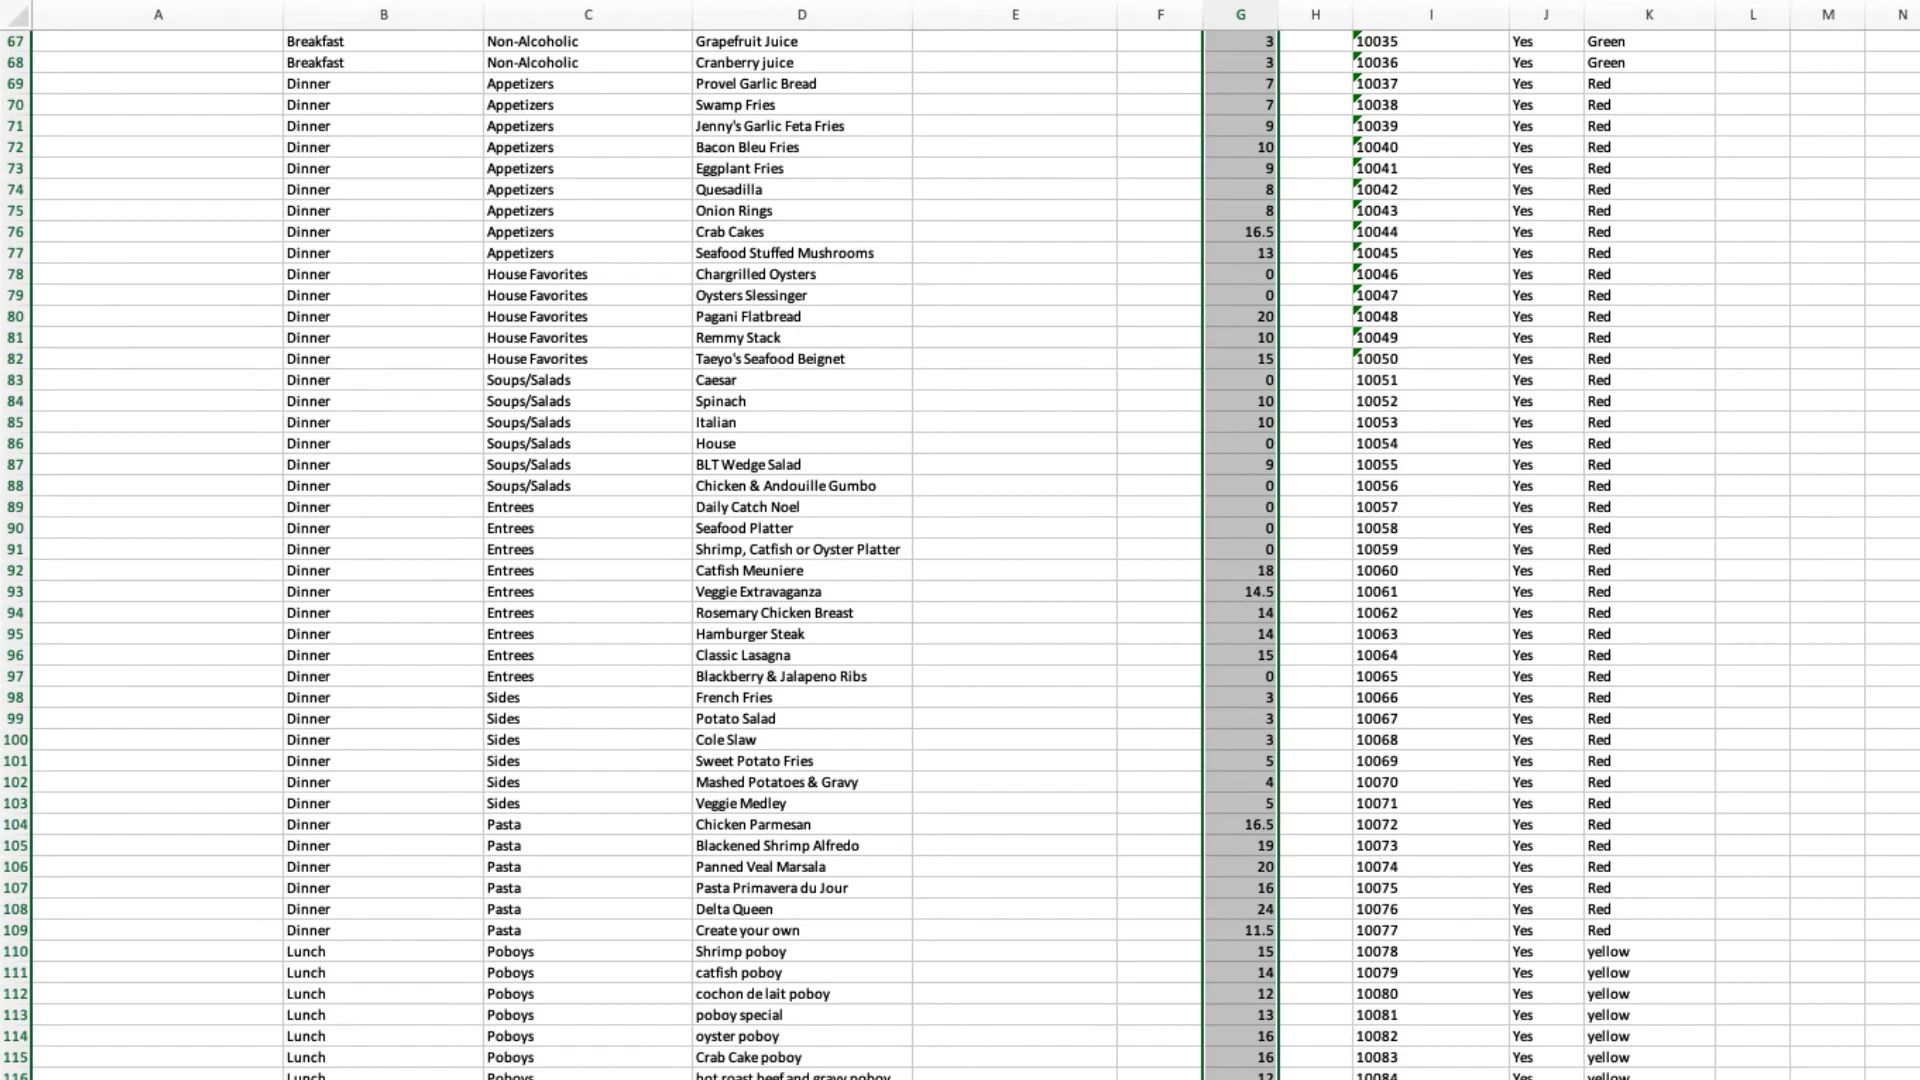 A B C D E F G H I J K L M N
67 Breakfast Non-Alcoholic Grapefruit Juice 3 10035 Yes Green
68 Breakfast Non-Alcoholic Cranberry juice 3 10036 Yes Green
69 Dinner Appetizers Provel Garlic Bread 7 10037 Yes Red
70 Dinner Appetizers Swamp Fries 7 10038 Yes Red
71 Dinner Appetizers Jenny's Garlic Feta Fries 9 10039 Yes Red
72 Dinner Appetizers Bacon Bleu Fries 10 10040 Yes Red
73 Dinner Appetizers Eggplant Fries 9 10041 Yes Red
74 Dinner Appetizers Quesadilla 8 10042 Yes Red
75 Dinner Appetizers Onion Rings 8 10043 Yes Red
76 Dinner Appetizers Crab Cakes 16.5 10044 Yes Red
77 Dinner Appetizers Seafood Stuffed Mushrooms 13 10045 Yes Red
78 Dinner House Favorites Chargrilled Oysters 0 10046 Yes Red
79 Dinner House Favorites Oysters Slessinger 0 10047 Yes Red
80 Dinner House Favorites Pagani Flatbread 20 10048 Yes Red
81 Dinner House Favorites Remmy Stack 10 10049 Yes Red
82 Dinner House Favorites Taeyo's Seafood Beignet 15 10050 Yes Red
83 Dinner Soups/Salads Caesar 0 10051 Yes Red
84 Dinner Soups/Salads Spinach 10 10052 Yes Red
85 Dinner Soups/Salads Italian 10 10053 Yes Red
86 Dinner Soups/Salads House 0 10054 Yes Red
87 Dinner Soups/Salads BLT Wedge Salad 9 10055 Yes Red
88 Dinner Soups/Salads Chicken & Andouille Gumbo 0 10056 Yes Red
89 Dinner Entrees Daily Catch Noel 0 10057 Yes Red
90 Dinner Entrees Seafood Platter 0 10058 Yes Red
91 Dinner Entrees Shrimp, Catfish or Oyster Platter 0 10059 Yes Red
92 Dinner Entrees Catfish Meuniere 18 10060 Yes Red
93 Dinner Entrees Veggie Extravaganza 14.5 10061 Yes Red
94 Dinner Entrees Rosemary Chicken Breast 14 10062 Yes Red
95 Dinner Entrees Hamburger Steak 14 10063 Yes Red
96 Dinner Entrees Classic Lasagna 15 10064 Yes Red
97 Dinner Entrees Blackberry & Jalapeno Ribs 0 10065 Yes Red
98 Dinner Sides French Fries 3 10066 Yes Red
99 Dinner Sides Potato Salad 3 10067 Yes Red
100 Dinner Sides Cole Slaw 3 10068 Yes Red
101 Dinner Sides Sweet Potato Fries 5 10069 Yes Red
102 Dinner Sides Mashed Potatoes & Gravy 4 10070 Yes Red
103 Dinner Sides Veggie Medley 5 10071 Yes Red
104 Dinner Pasta Chicken Parmesan 16.5 10072 Yes Red
105 Dinner Pasta Blackened Shrimp Alfredo 19 10073 Yes Red
106 Dinner Pasta Panned Veal Marsala 20 10074 Yes Red
107 Dinner Pasta Pasta Primavera du Jour 16 10075 Yes Red
108 Dinner Pasta Delta Queen 24 10076 Yes Red
109 Dinner Pasta Create your own 11.5 10077 Yes Red
110 Lunch Poboys Shrimp poboy 15 10078 Yes yellow
111 Lunch Poboys catfish poboy 14 10079 Yes yellow
112 Lunch Poboys cochon de lait poboy 12 10080 Yes yellow
113 Lunch Poboys poboy special 13 10081 Yes yellow
114 Lunch Poboys oyster poboy 16 10082 Yes yellow
115 Lunch Poboys Crab Cake poboy 16 10083 Yes yellow
116 Lunch Poboys hot roast beef and gravy poboy 12 10084 Yes yellow